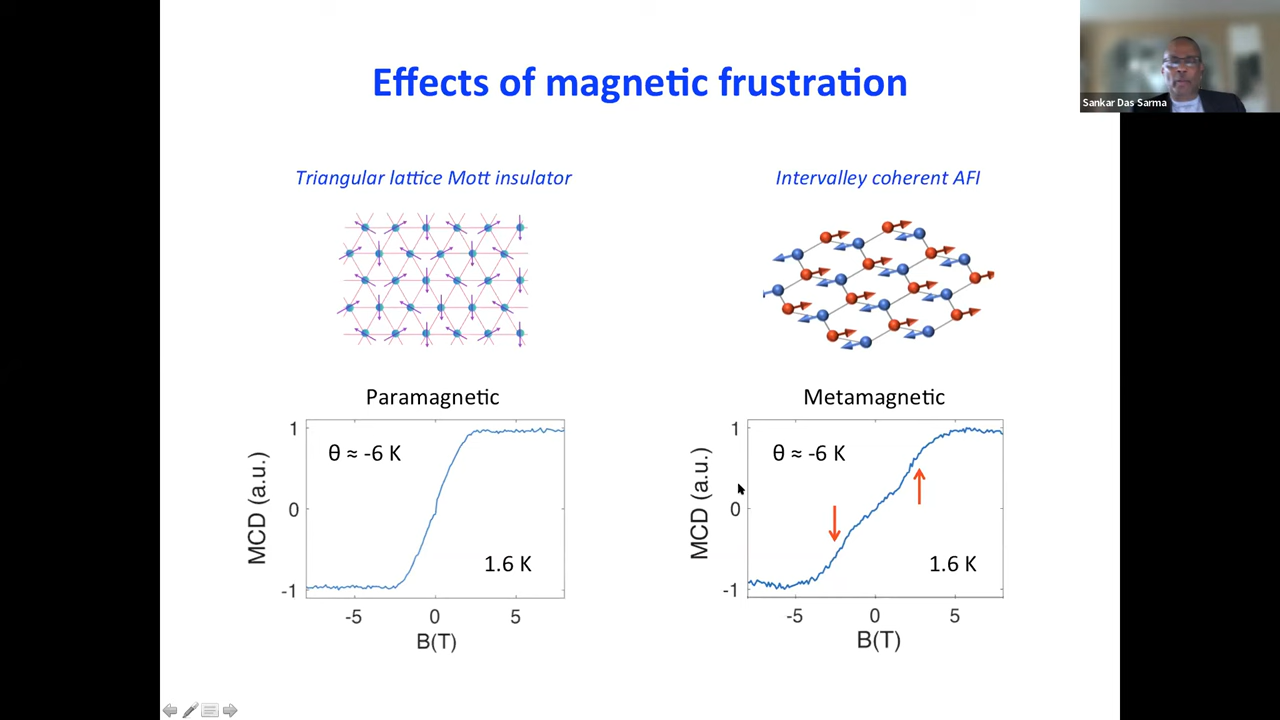 Effects of magnetic frustration
Sankar Das Sarma
Triangular lattice Mott insulator
Intervalley coherent AFI
Paramagnetic
1
0
-1
MCD (a.u.)
θ ≈ -6 K
1.6 K
-5 0 5
B(T)
Metamagnetic
1
0
-1
MCD (a.u.)
θ ≈ -6 K
1.6 K
-5 0 5
B(T)